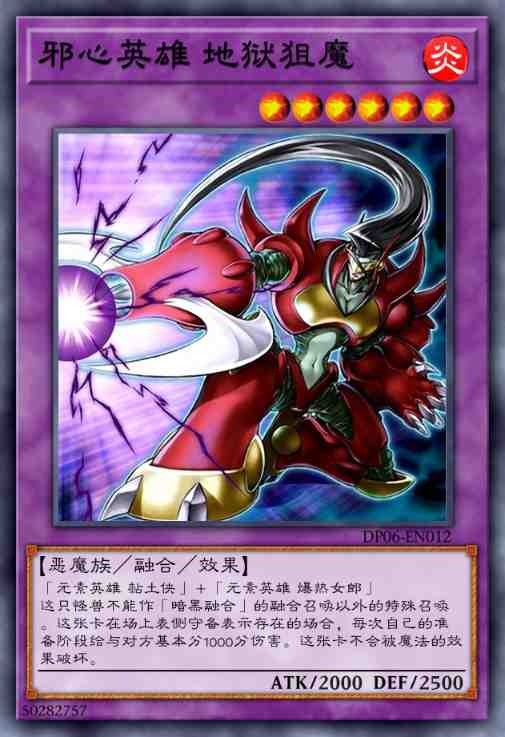 邪心英雄 地狱狙魔
炎
DP06-EN012
【恶魔族／融合／效果】
「元素英雄 黏土侠」+「元素英雄 爆热女郎」
这只怪兽不能作「暗黑融合」的融合召唤以外的特殊召唤
。这张卡在场上表侧守备表示存在的场合，每次自己的准
备阶段给与对方基本分1000分伤害。这张卡不会被魔法的效
果破坏。
ATK/2000 DEF/2500
50282757